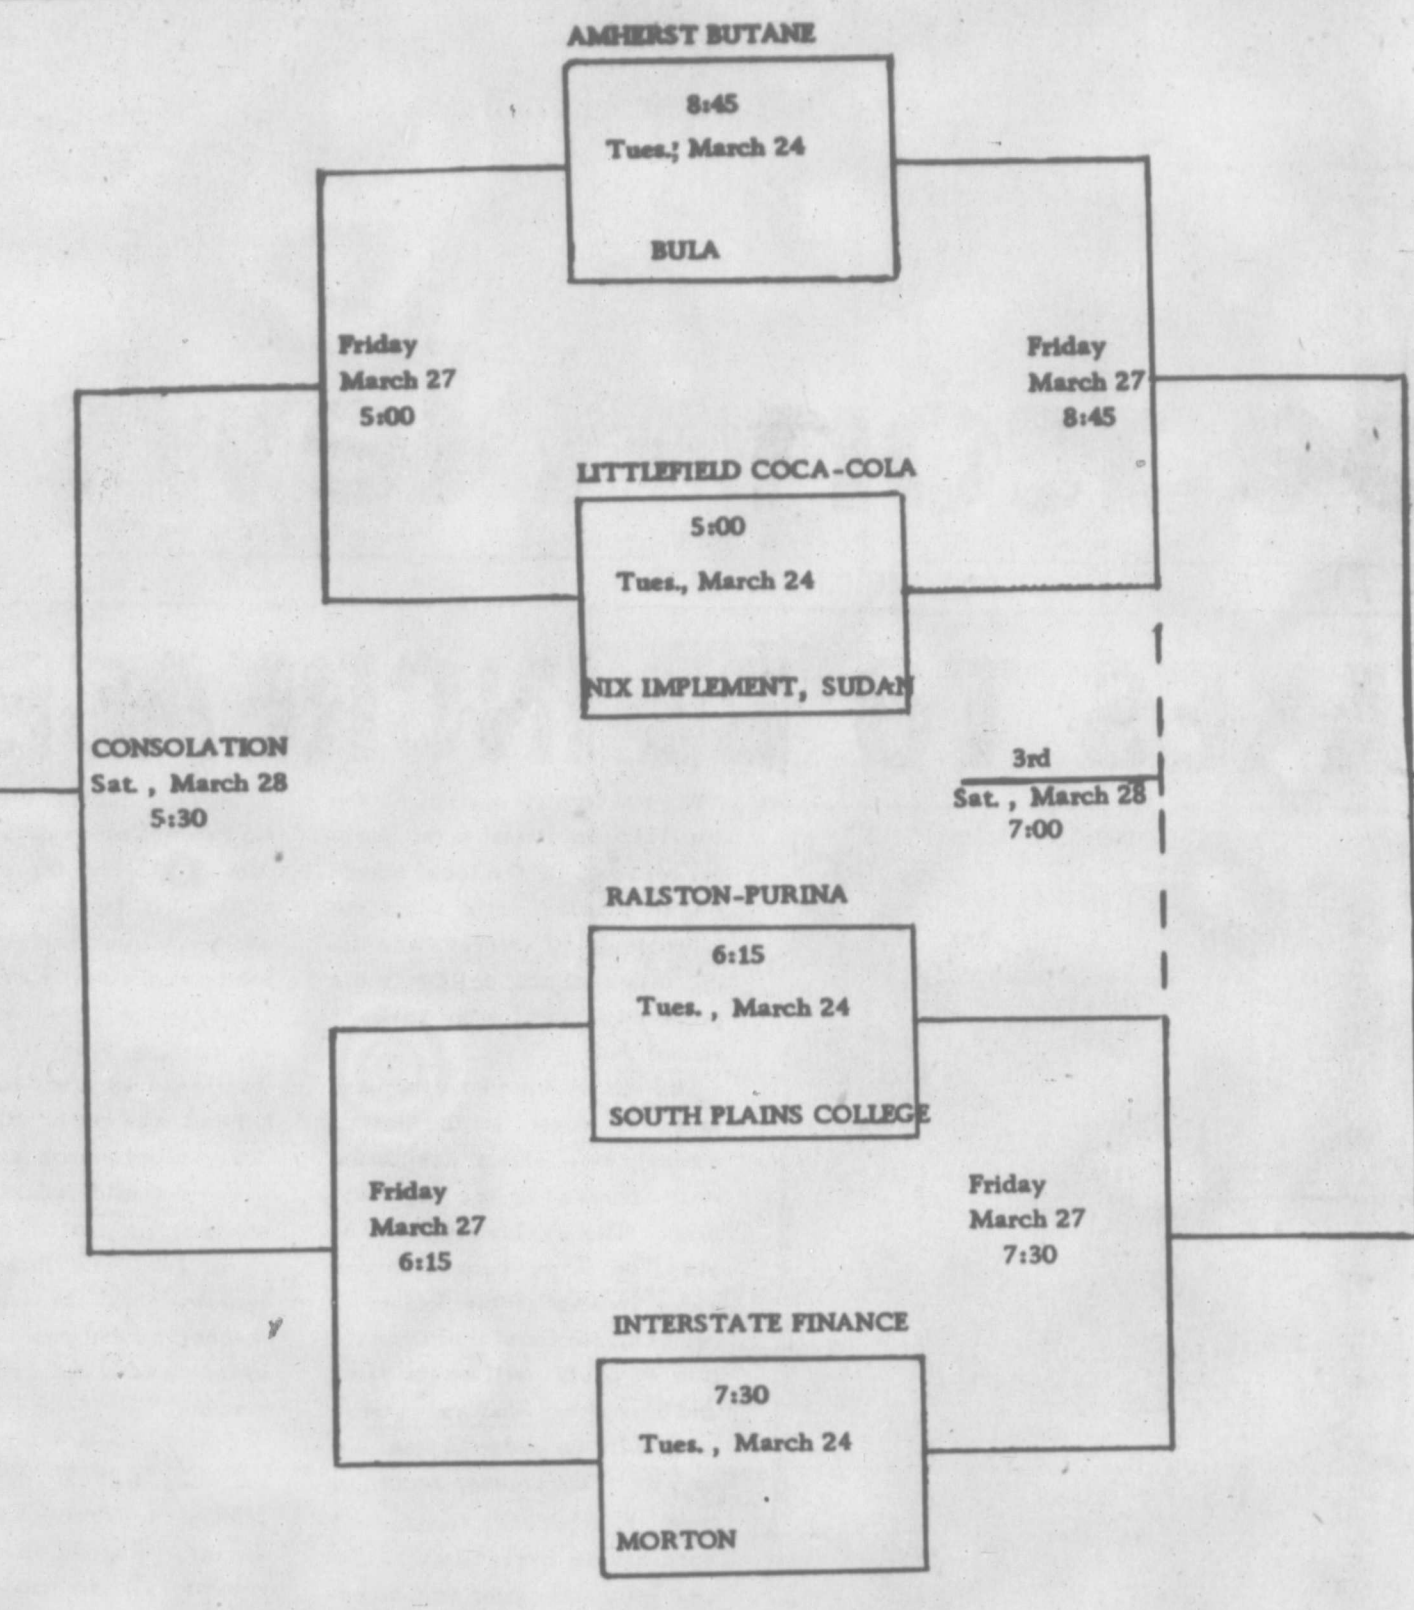 AMHERST BUTANE
8:45
Tues., March 24
BULA
Friday
March 27
5:00
Friday
March 27
8:45
LITTLEFIELD COCA-COLA
5:00
Tues., March 24
NIX IMPLEMENT, SUDAN
CONSOLATION
Sat. , March 28
5:30
3rd
Sat. , March 28
7:00
RALSTON-PURINA
6:15
Tues. , March 24
SOUTH PLAINS COLLEGE
Friday
March 27
6:15
Friday
March 27
7:30
INTERSTATE FINANCE
7:30
Tues. , March 24
MORTON